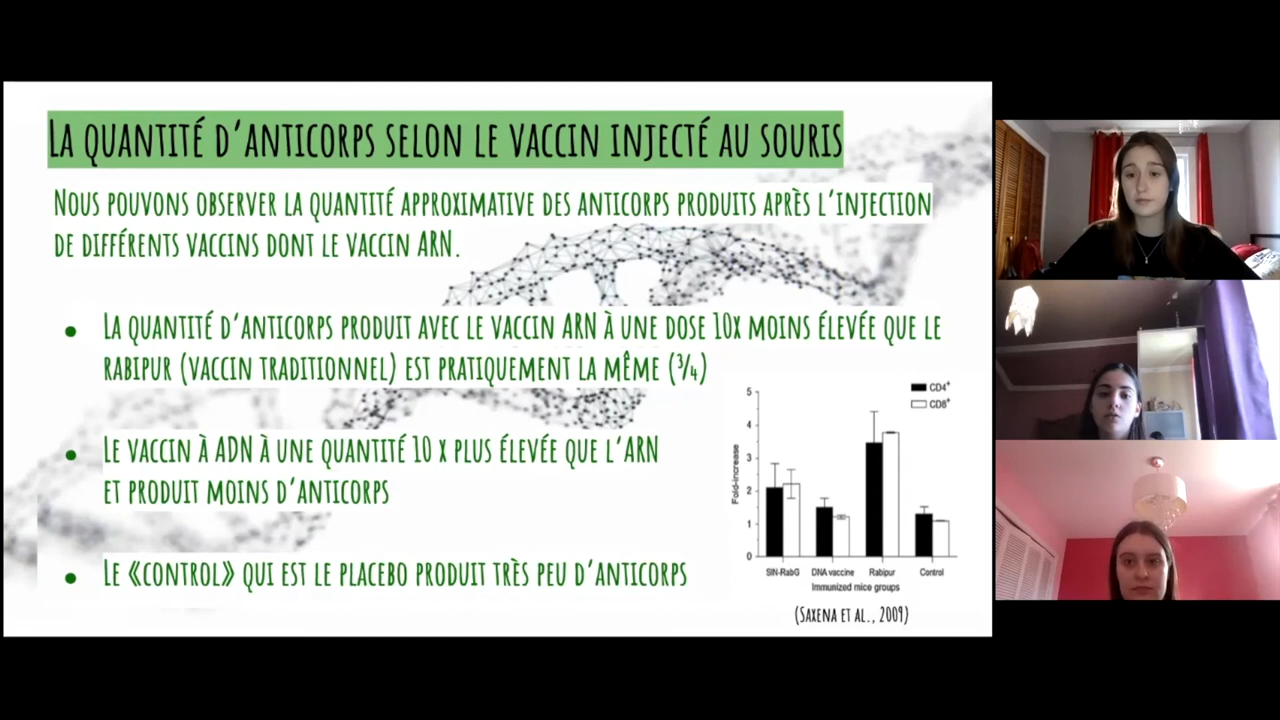 La quantité d'anticorps selon le vaccin injecté au souris
Nous pouvons observer la quantité approximative des anticorps produits après l'injection
de différents vaccins dont le vaccin ARN.
• La quantité d'anticorps produit avec le vaccin ARN à une dose 10x moins élevée que le
Rabipur (vaccin traditionnel) est pratiquement la même (¾)
• Le vaccin à ADN à une quantité 10 x plus élevée que l'ARN
et produit moins d'anticorps
• Le «control» qui est le placebo produit très peu d'anticorps
CD4+
CD8+
Fold-increase
5
4
3
2
1
0
SIN-RabG DNA vaccine Rabipur Control
Immunized mice groups
(Saxena et al., 2009)